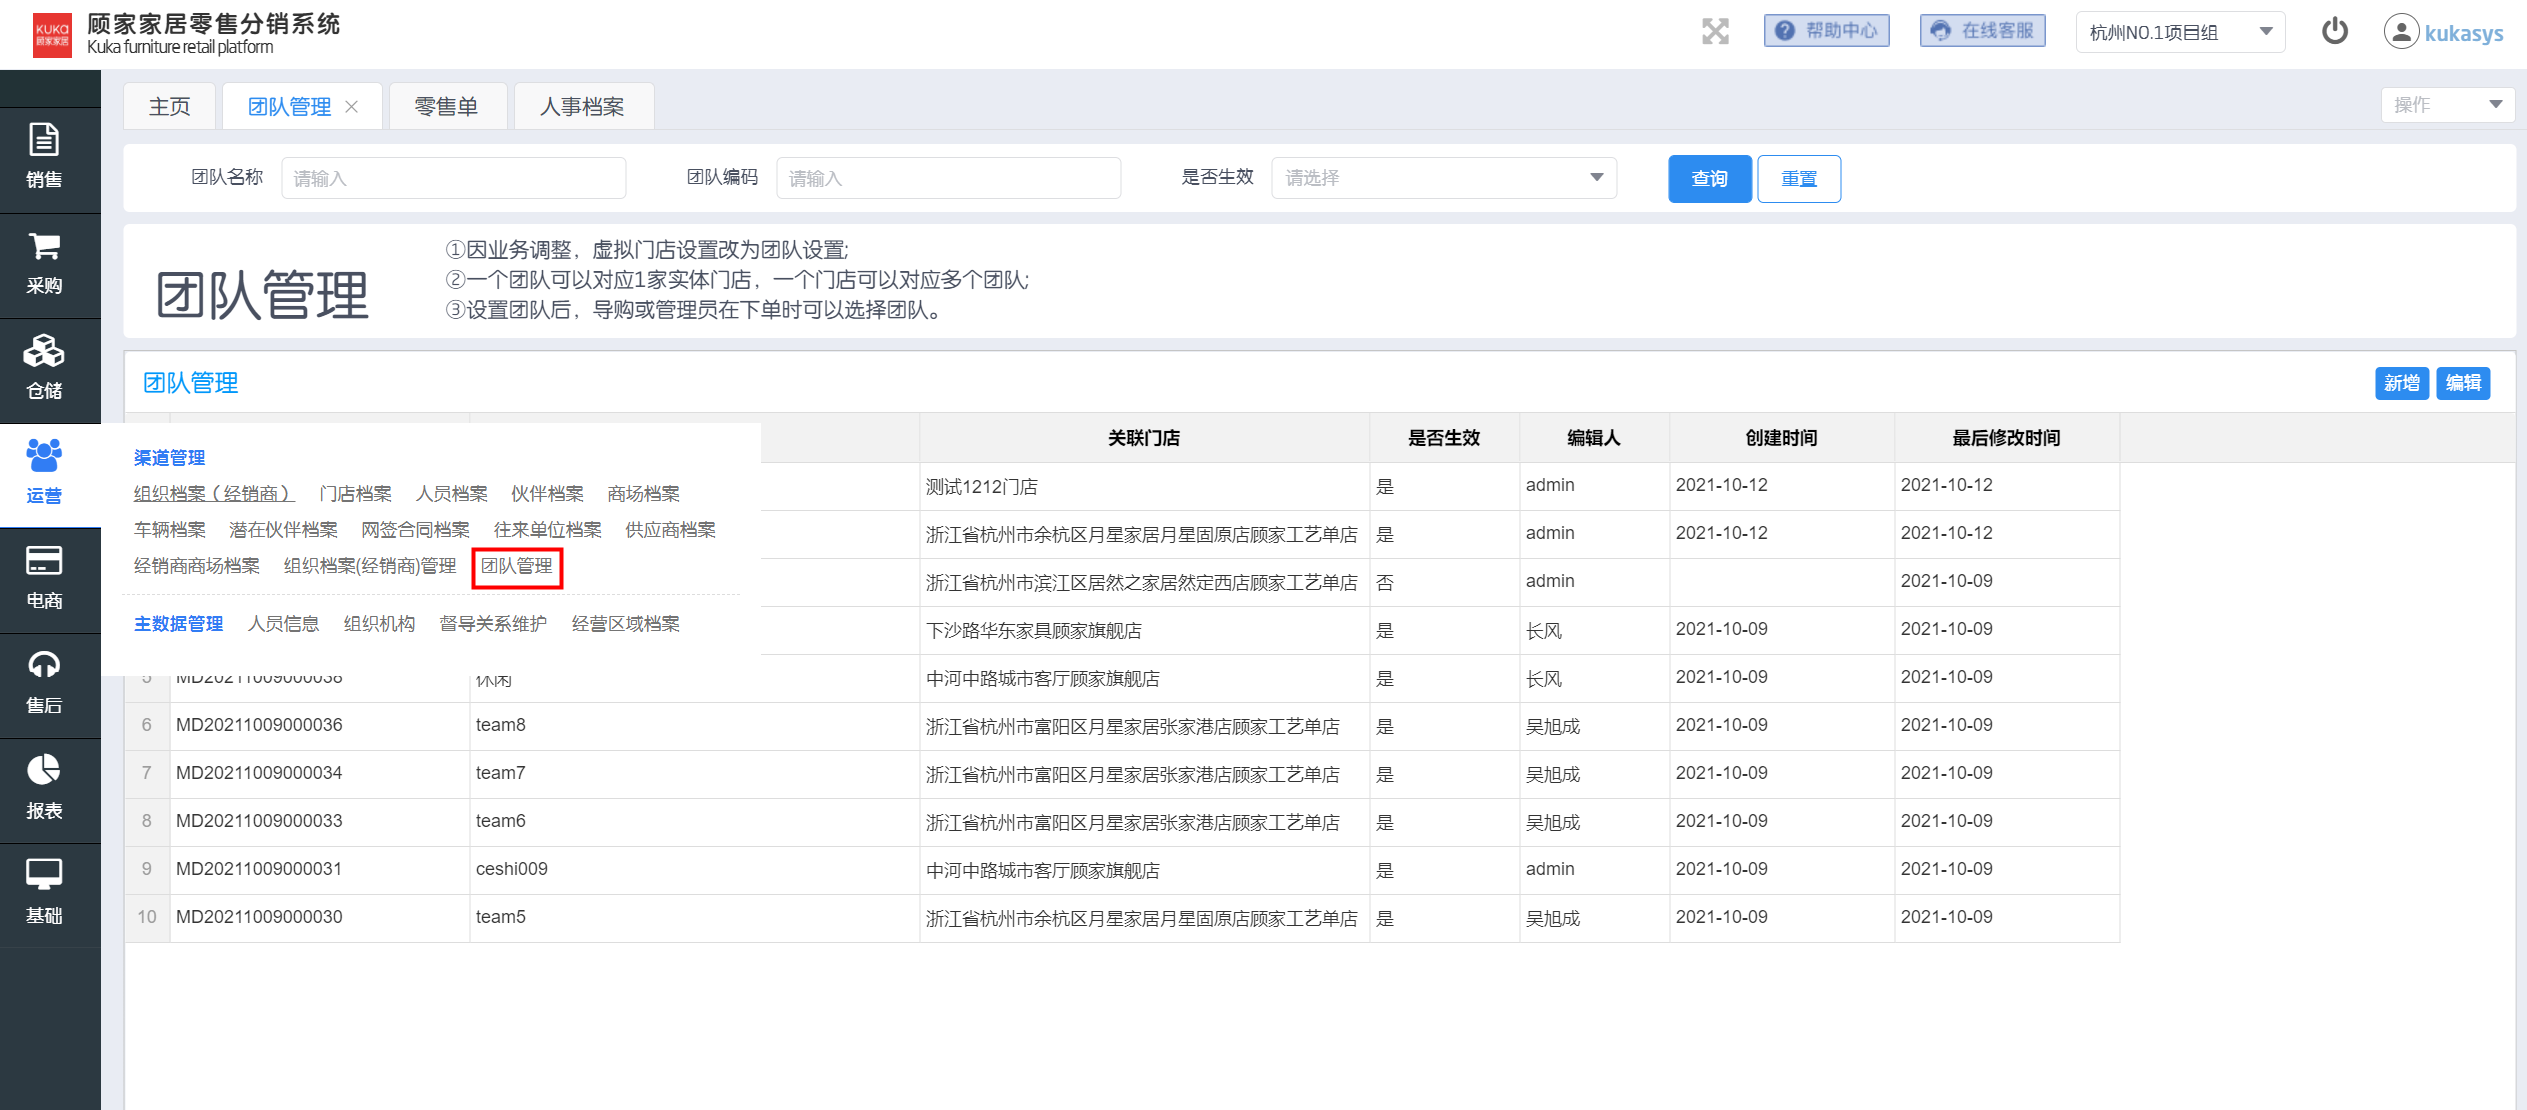 KUKa
顾家家居
顾家家居零售分销系统
Kuka furniture retail platform
帮助中心
在线客服
杭州NO.1项目组
kukasys
主页
团队管理
零售单
人事档案
操作
团队名称 请输入
团队编码 请输入
是否生效 请选择
查询
重置
团队管理
①因业务调整，虚拟门店设置改为团队设置;
②一个团队可以对应1家实体门店，一个门店可以对应多个团队;
③设置团队后，导购或管理员在下单时可以选择团队。
团队管理
新增 编辑
销售
采购
仓储
运营
电商
售后
报表
基础
渠道管理
组织档案（经销商） 门店档案 人员档案 伙伴档案 商场档案
车辆档案 潜在伙伴档案 网签合同档案 往来单位档案 供应商档案
经销商商场档案 组织档案(经销商)管理 团队管理
主数据管理 人员信息 组织机构 督导关系维护 经营区域档案
关联门店 是否生效 编辑人 创建时间 最后修改时间
测试1212门店 是 admin 2021-10-12 2021-10-12
浙江省杭州市余杭区月星家居月星固原店顾家工艺单店 是 admin 2021-10-12 2021-10-12
浙江省杭州市滨江区居然之家居然定西店顾家工艺单店 否 admin 2021-10-09
下沙路华东家具顾家旗舰店 是 长风 2021-10-09 2021-10-09
5 MD20211009000038 休闲 中河中路城市客厅顾家旗舰店 是 长风 2021-10-09 2021-10-09
6 MD20211009000036 team8 浙江省杭州市富阳区月星家居张家港店顾家工艺单店 是 吴旭成 2021-10-09 2021-10-09
7 MD20211009000034 team7 浙江省杭州市富阳区月星家居张家港店顾家工艺单店 是 吴旭成 2021-10-09 2021-10-09
8 MD20211009000033 team6 浙江省杭州市富阳区月星家居张家港店顾家工艺单店 是 吴旭成 2021-10-09 2021-10-09
9 MD20211009000031 ceshi009 中河中路城市客厅顾家旗舰店 是 admin 2021-10-09 2021-10-09
10 MD20211009000030 team5 浙江省杭州市余杭区月星家居月星固原店顾家工艺单店 是 吴旭成 2021-10-09 2021-10-09